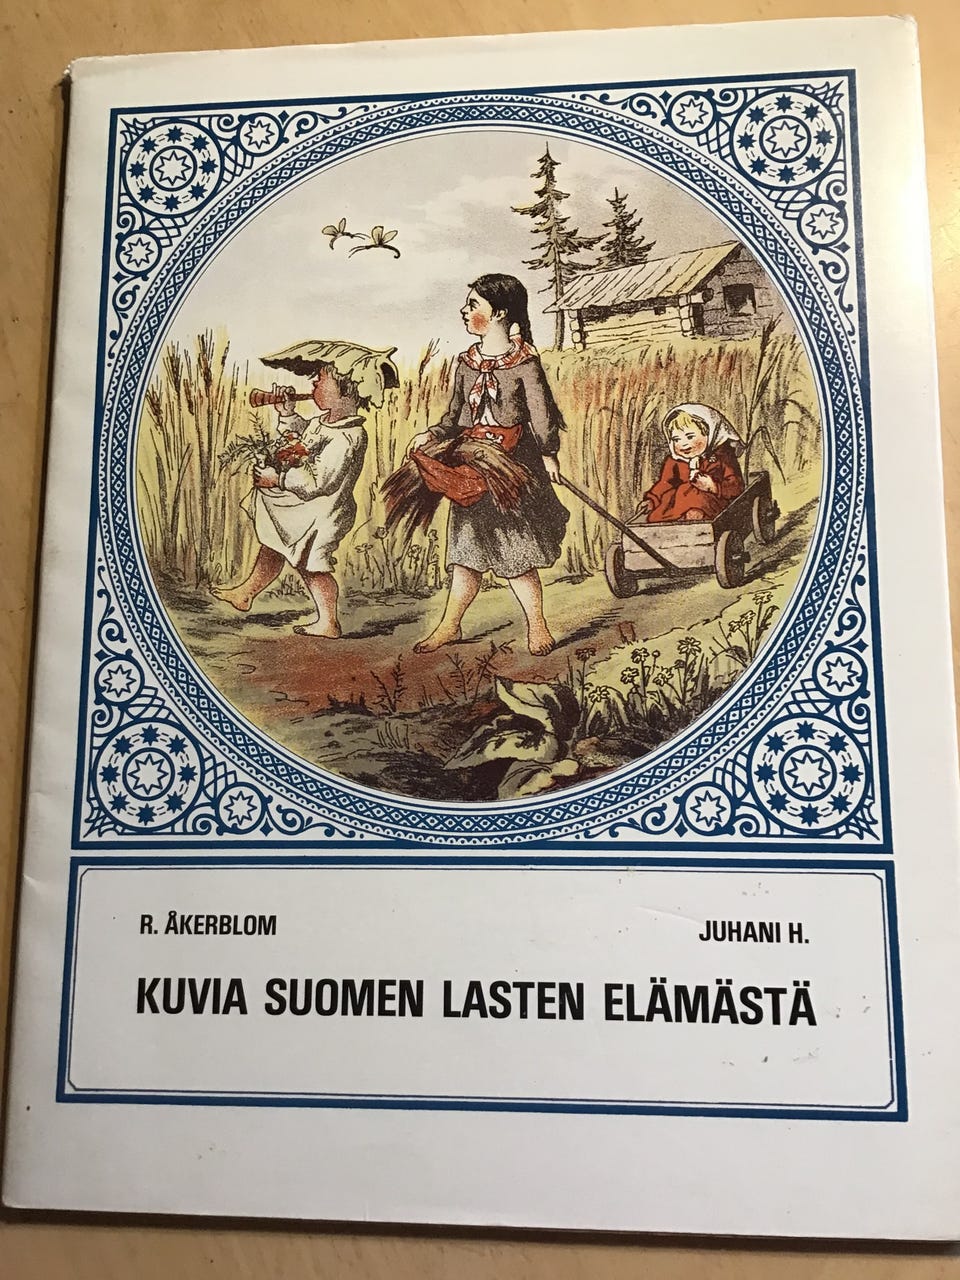 R. ÅKERBLOM JUHANI H.
KUVIA SUOMEN LASTEN ELÄMÄSTÄ